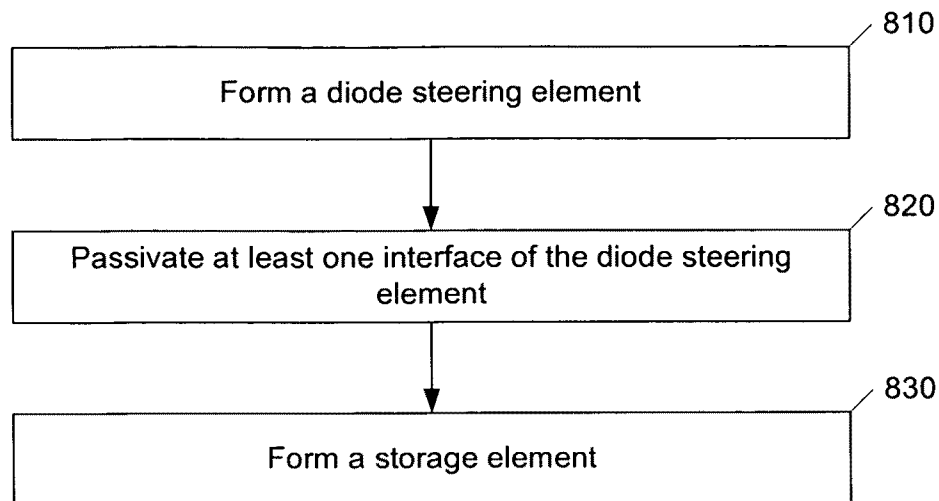 810
Form a diode steering element
820
Passivate at least one interface of the diode steering
element
830
Form a storage element